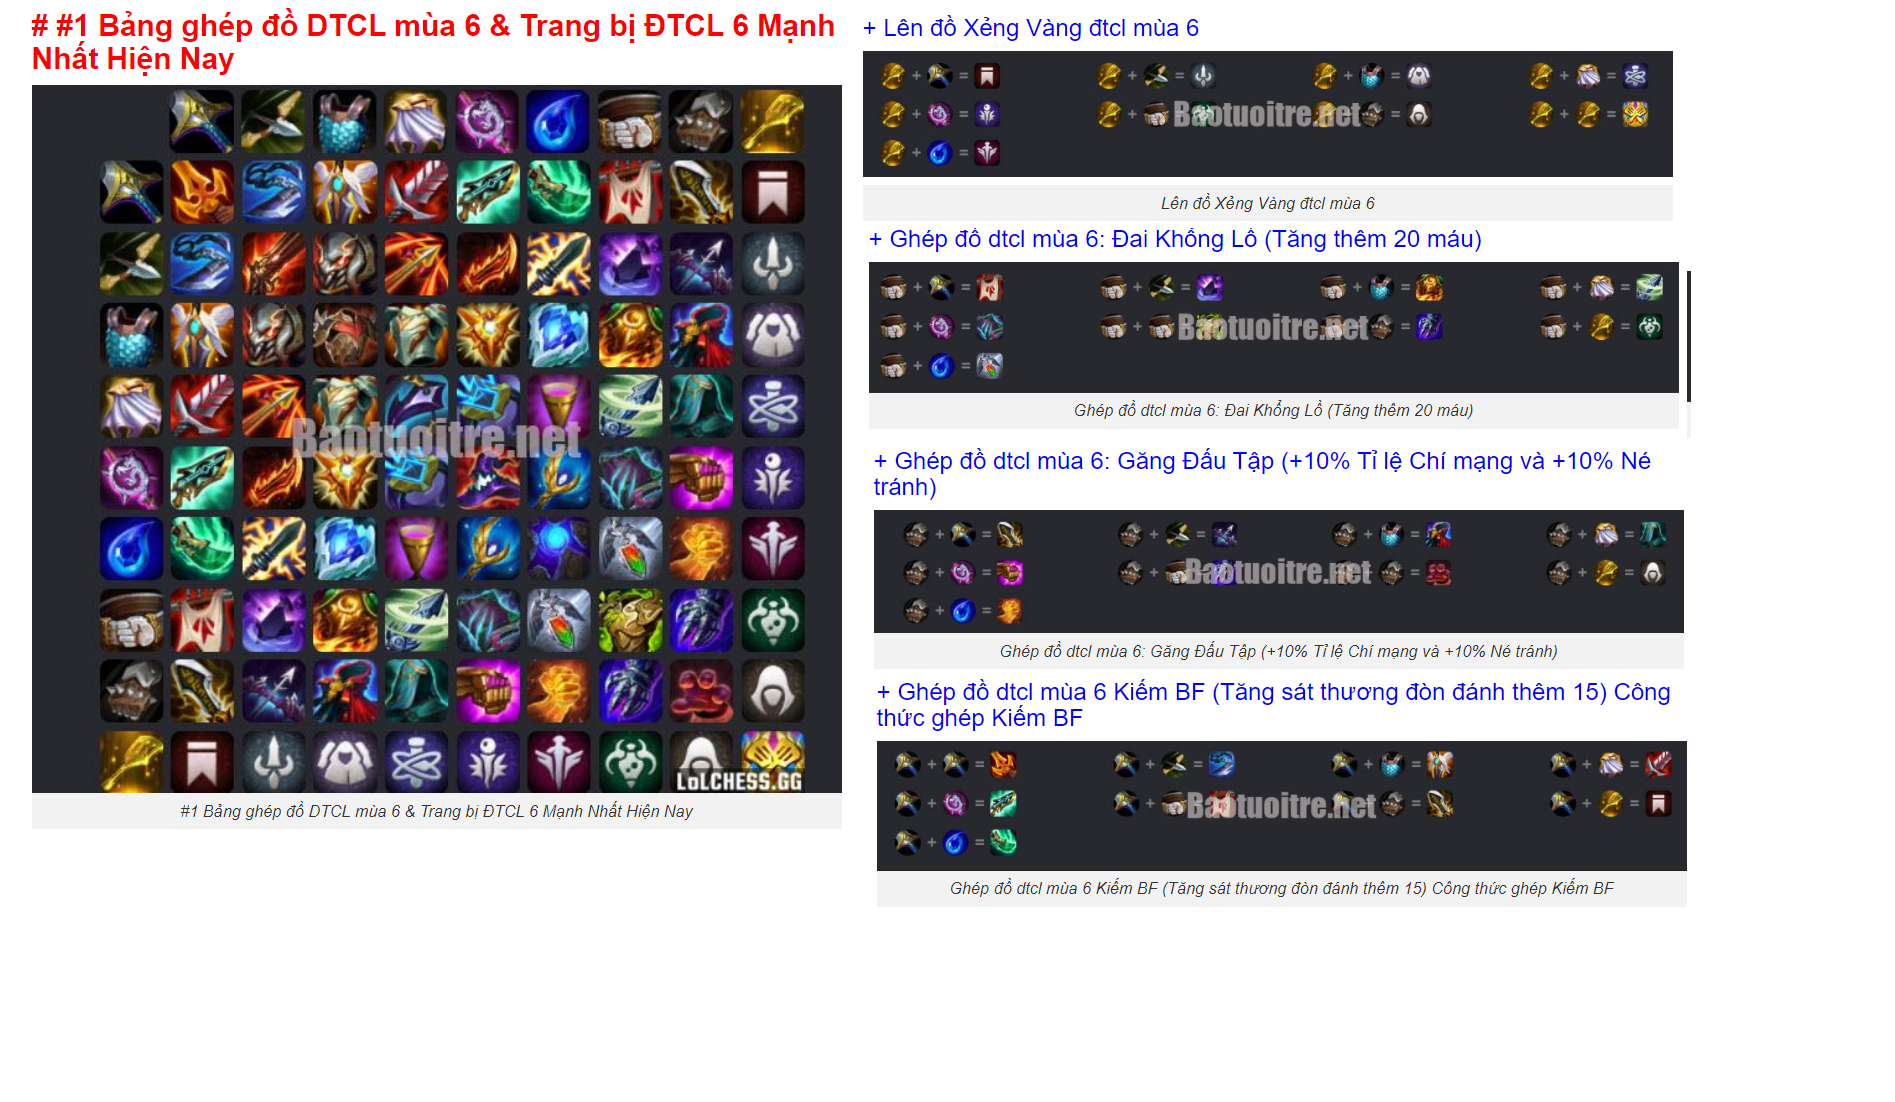 # #1 Bảng ghép đồ DTCL mùa 6 & Trang bị ĐTCL 6 Mạnh
Nhất Hiện Nay
Baotuoitre.net
LoLCHESS.GG
#1 Bảng ghép đồ DTCL mùa 6 & Trang bị ĐTCL 6 Mạnh Nhất Hiện Nay
+ Lên đồ Xẻng Vàng đtcl mùa 6
Baotuoitre.net
Lên đồ Xẻng Vàng đtcl mùa 6
+ Ghép đồ dtcl mùa 6: Đai Khổng Lồ (Tăng thêm 20 máu)
Baotuoitre.net
Ghép đồ dtcl mùa 6: Đai Khổng Lồ (Tăng thêm 20 máu)
+ Ghép đồ dtcl mùa 6: Găng Đấu Tập (+10% Tỉ lệ Chí mạng và +10% Né
tránh)
Baotuoitre.net
Ghép đồ dtcl mùa 6: Găng Đấu Tập (+10% Tỉ lệ Chí mạng và +10% Né tránh)
+ Ghép đồ dtcl mùa 6 Kiếm BF (Tăng sát thương đòn đánh thêm 15) Công
thức ghép Kiếm BF
Baotuoitre.net
Ghép đồ dtcl mùa 6 Kiếm BF (Tăng sát thương đòn đánh thêm 15) Công thức ghép Kiếm BF